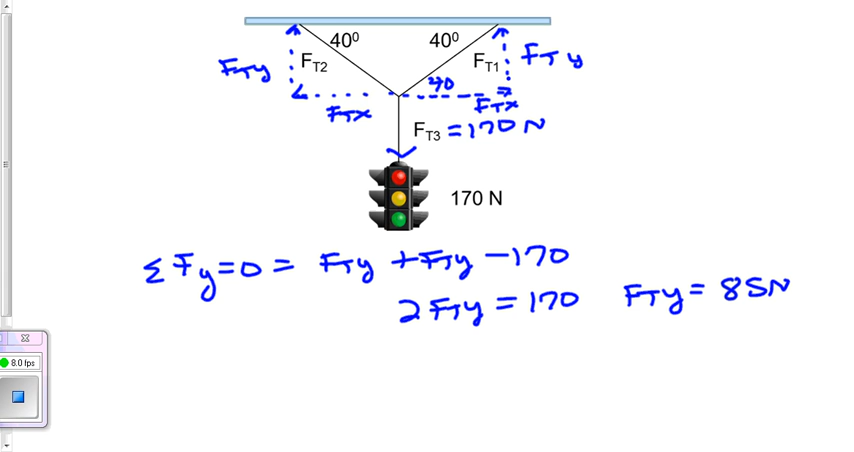 40⁰ 40⁰
FTy FT2 FT1 FTy
40
FTx FTx
FT3 = 170 N
170 N
ΣFy = 0 = FTy + FTy − 170
2FTy = 170 FTy = 85N
8.0 fps